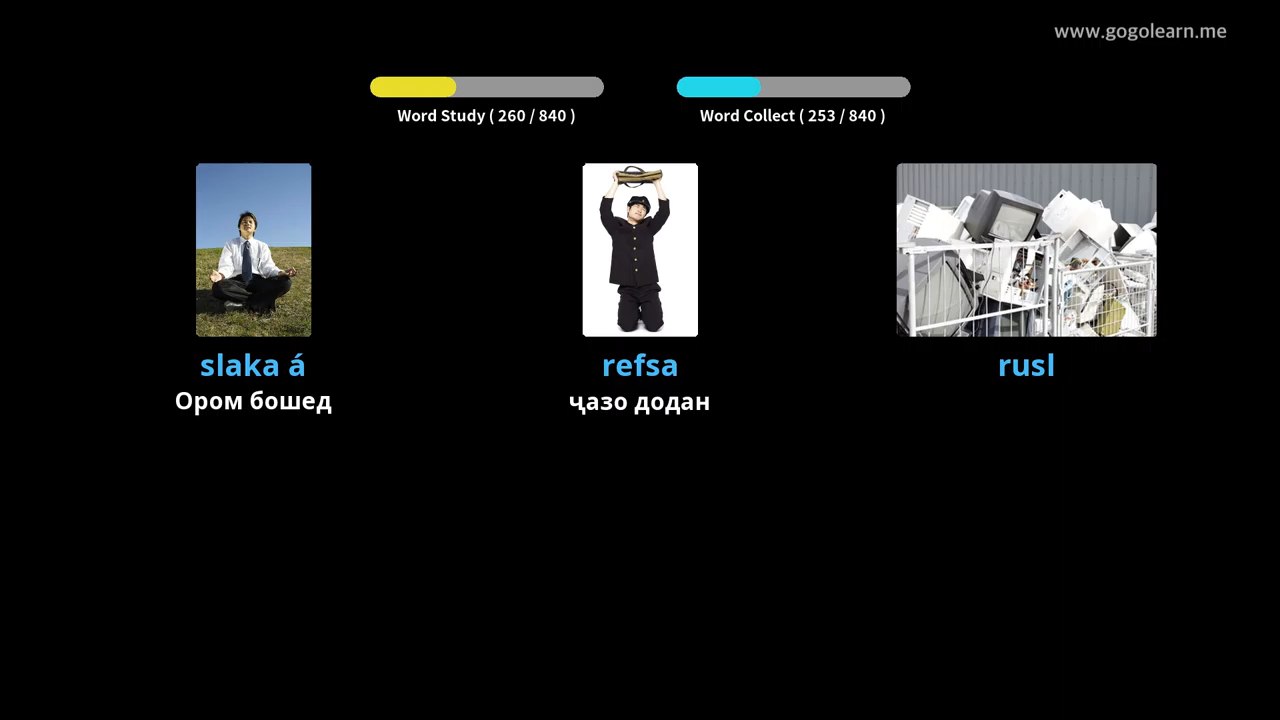 www.gogolearn.me
Word Study ( 260 / 840 )
Word Collect ( 253 / 840 )
slaka á
Ором бошед
refsa
ҷазо додан
rusl